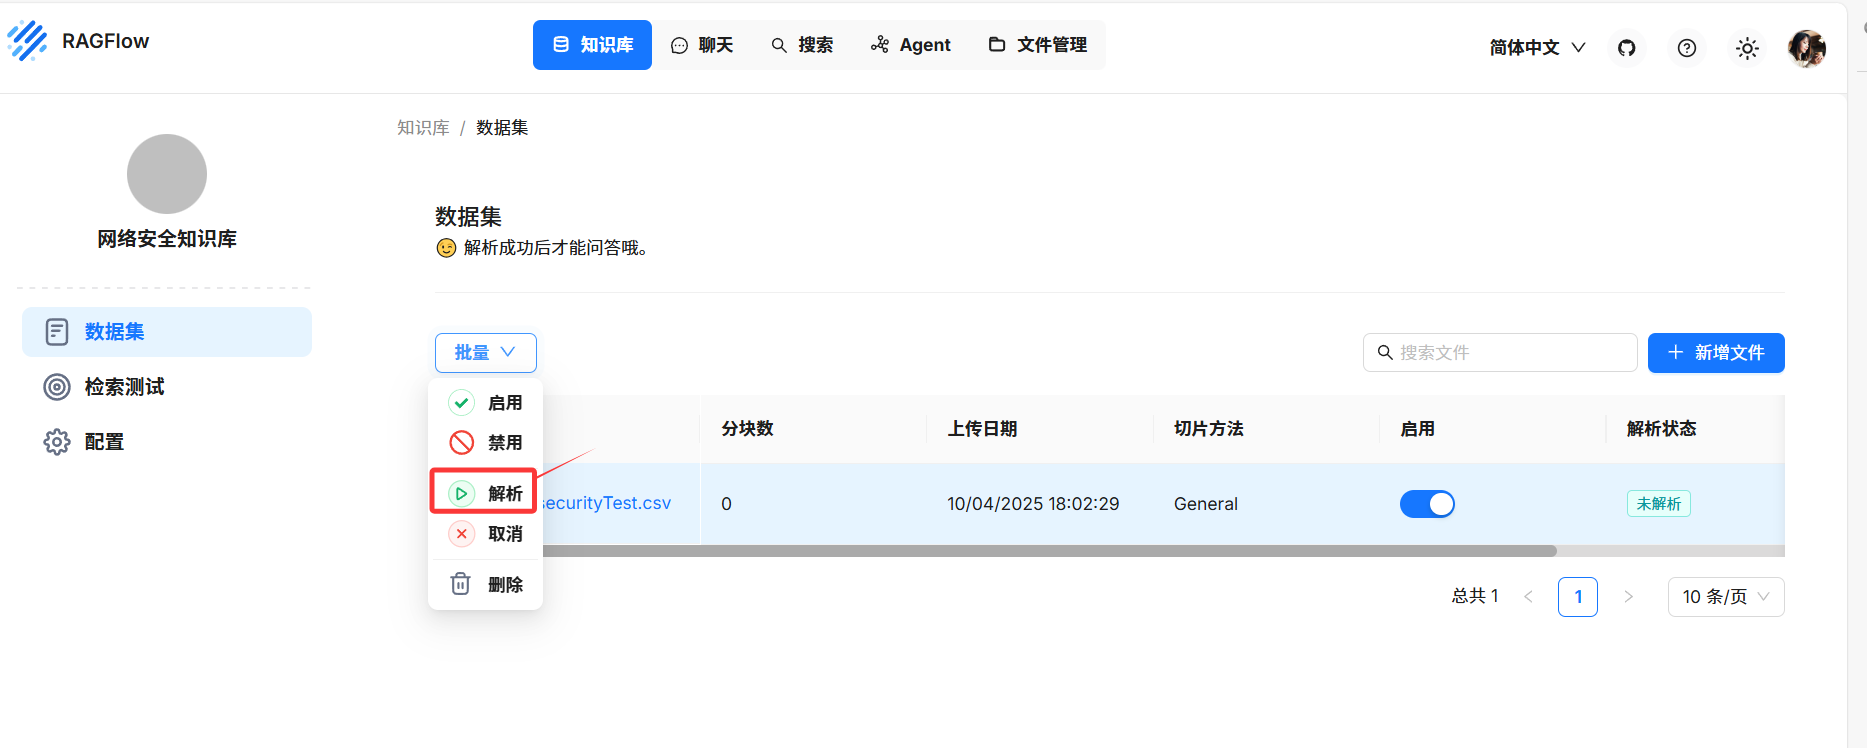 RAGFlow
知识库
聊天
搜索
Agent
文件管理
简体中文
知识库 / 数据集
网络安全知识库
数据集
检索测试
配置
数据集
解析成功后才能问答哦。
批量
搜索文件
新增文件
启用
禁用
解析
取消
删除
分块数
上传日期
切片方法
启用
解析状态
securityTest.csv
0
10/04/2025 18:02:29
General
未解析
总共 1
1
10 条/页